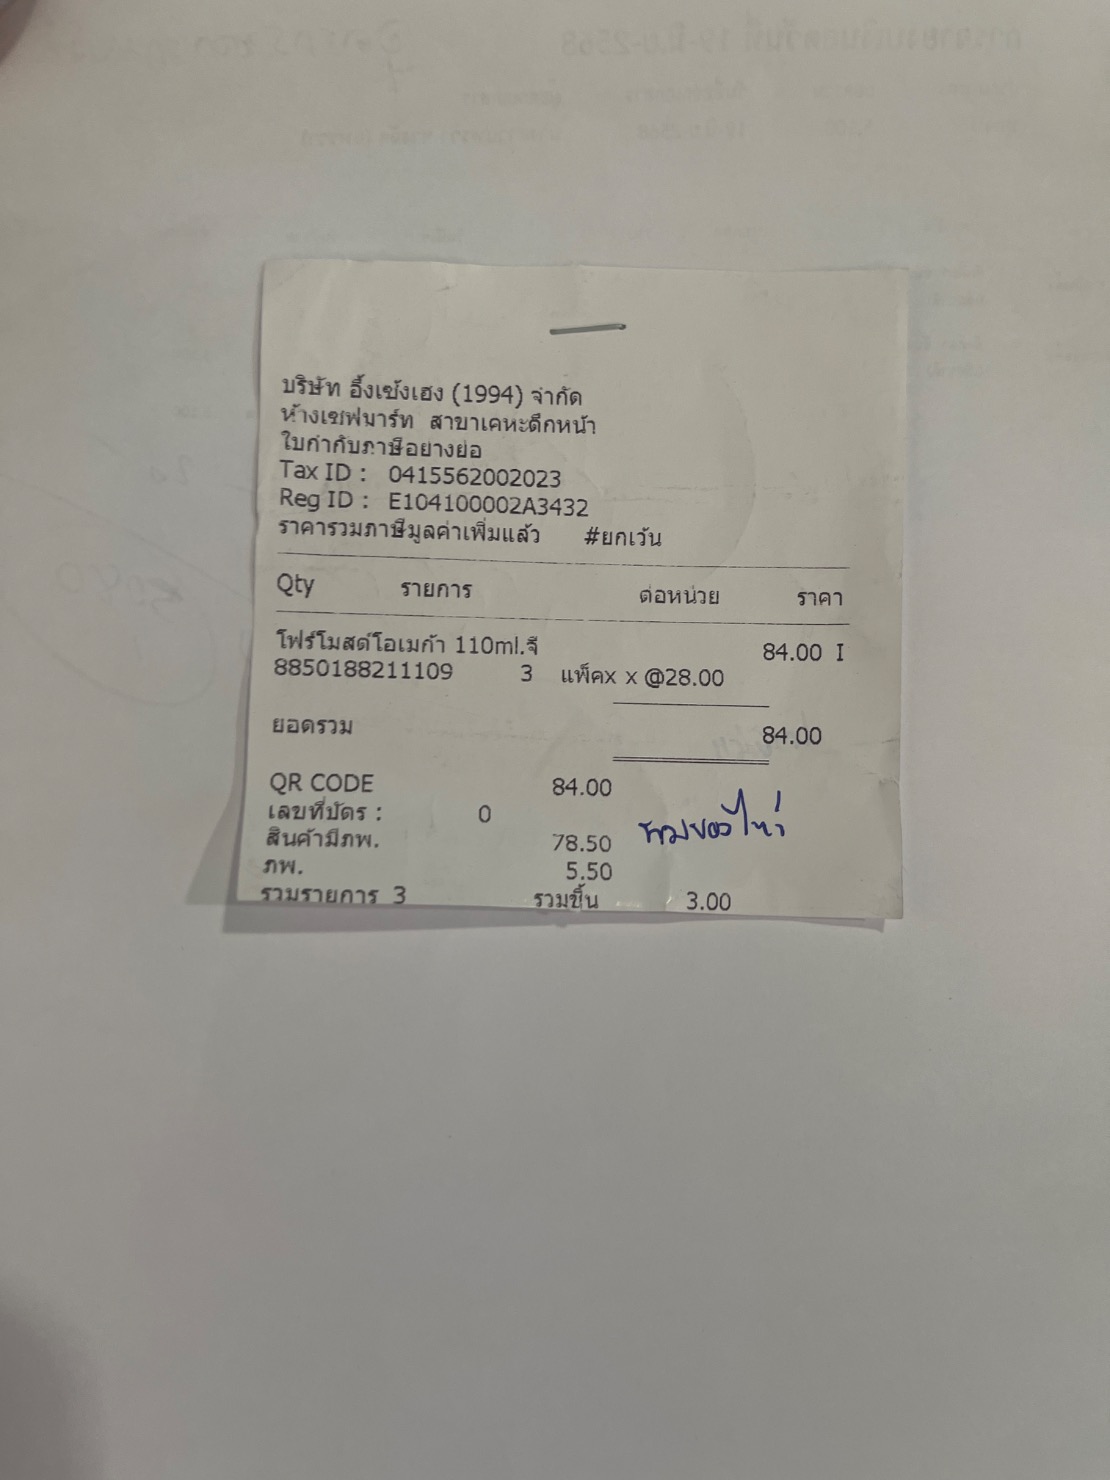 บริษัท อึ้งเซ้งเฮง (1994) จำกัด
ห้างเซฟมาร์ท สาขาเคหะตึกหน้า
ใบกำกับภาษีอย่างย่อ
Tax ID : 0415562002023
Reg ID : E104100002A3432
ราคารวมภาษีมูลค่าเพิ่มแล้ว #ยกเว้น
Qty รายการ ต่อหน่วย ราคา
โฟร์โมสต์โอเมก้า 110ml.จี 84.00 I
8850188211109 3 แพ็คx x @28.00
ยอดรวม 84.00
QR CODE 84.00
เลขที่บัตร : 0
สินค้ามีภพ. 78.50
ภพ. 5.50
รวมรายการ 3 รวมชิ้น 3.00